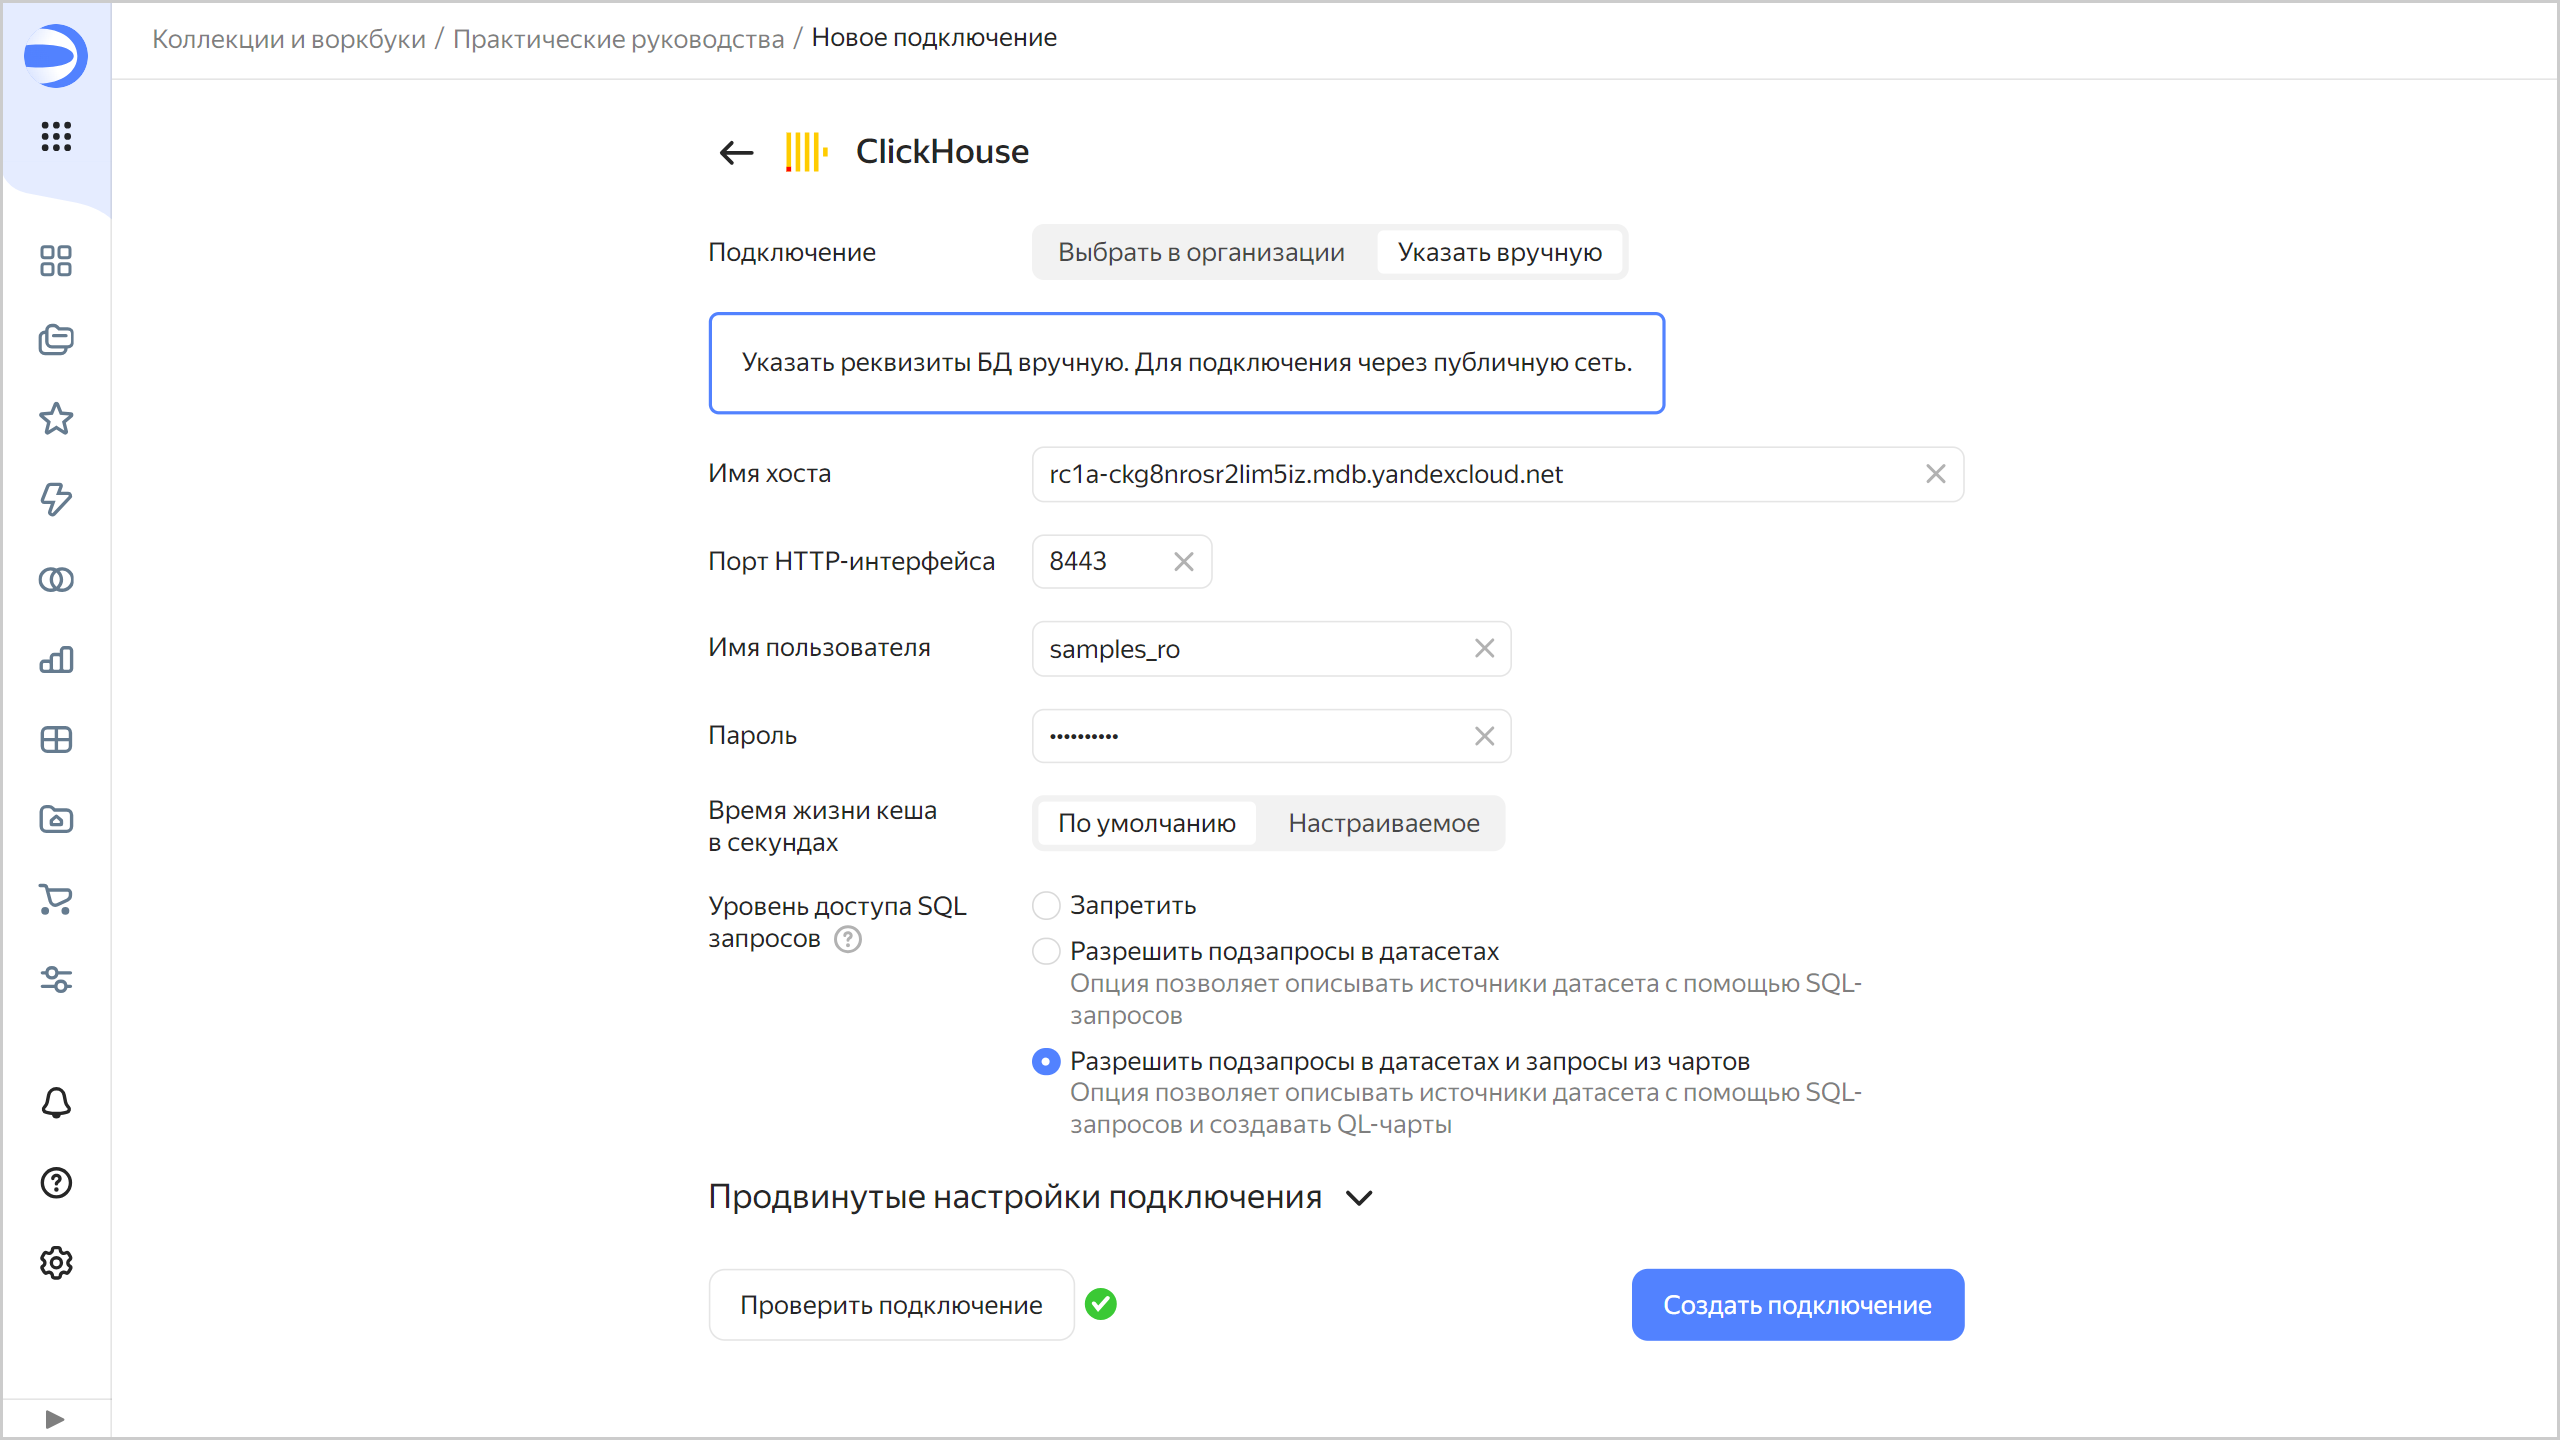 Коллекции и воркбуки / Практические руководства / Новое подключение
ClickHouse
Подключение
Выбрать в организации
Указать вручную
Указать реквизиты БД вручную. Для подключения через публичную сеть.
Имя хоста
rc1a-ckg8nrosr2lim5iz.mdb.yandexcloud.net
Порт HTTP-интерфейса
8443
Имя пользователя
samples_ro
Пароль
••••••••••
Время жизни кеша
в секундах
По умолчанию
Настраиваемое
Уровень доступа SQL
запросов
Запретить
Разрешить подзапросы в датасетах
Опция позволяет описывать источники датасета с помощью SQL-
запросов
Разрешить подзапросы в датасетах и запросы из чартов
Опция позволяет описывать источники датасета с помощью SQL-
запросов и создавать QL-чарты
Продвинутые настройки подключения
Проверить подключение
Создать подключение